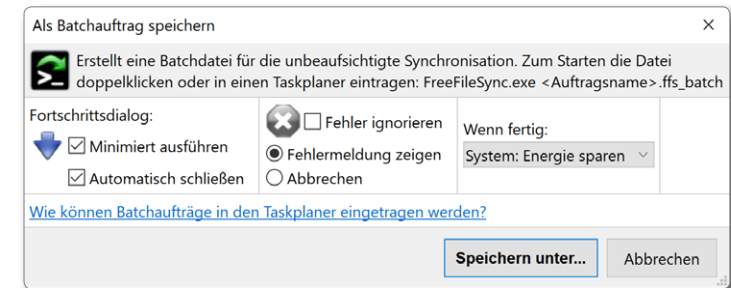 Als Batchauftrag speichern
Erstellt eine Batchdatei für die unbeaufsichtigte Synchronisation. Zum Starten die Datei
doppelklicken oder in einen Taskplaner eintragen: FreeFileSync.exe <Auftragsname>.ffs_batch
Fortschrittsdialog:
Minimiert ausführen
Automatisch schließen
Fehler ignorieren
Fehlermeldung zeigen
Abbrechen
Wenn fertig:
System: Energie sparen
Wie können Batchaufträge in den Taskplaner eingetragen werden?
Speichern unter...
Abbrechen